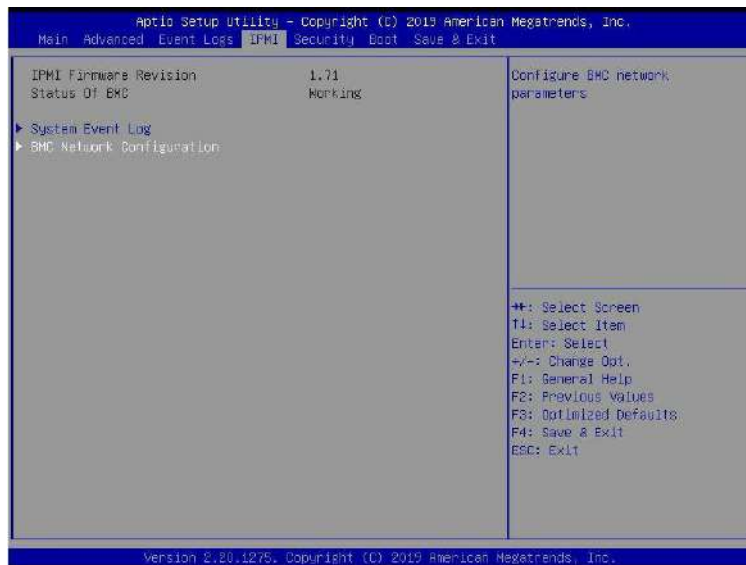 Aptio Setup Utility – Copyright (C) 2019 American Megatrends, Inc.
Main Advanced Event Logs IPMI Security Boot Save & Exit
IPMI Firmware Revision 1.71
Status Of BMC Working
▶ System Event Log
▶ BMC Network Configuration
Configure BMC network
parameters
→←: Select Screen
↑↓: Select Item
Enter: Select
+/-: Change Opt.
F1: General Help
F2: Previous Values
F3: Optimized Defaults
F4: Save & Exit
ESC: Exit
Version 2.20.1275. Copyright (C) 2019 American Megatrends, Inc.